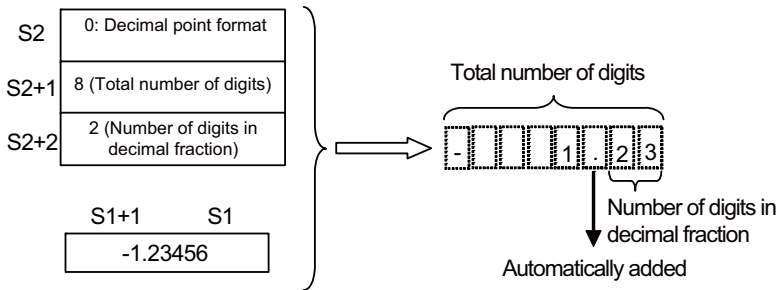 S2
0: Decimal point format
S2+1
8 (Total number of digits)
S2+2
2 (Number of digits in
decimal fraction)
S1+1 S1
-1.23456
Total number of digits
- 1 . 2 3
Number of digits in
decimal fraction
Automatically added